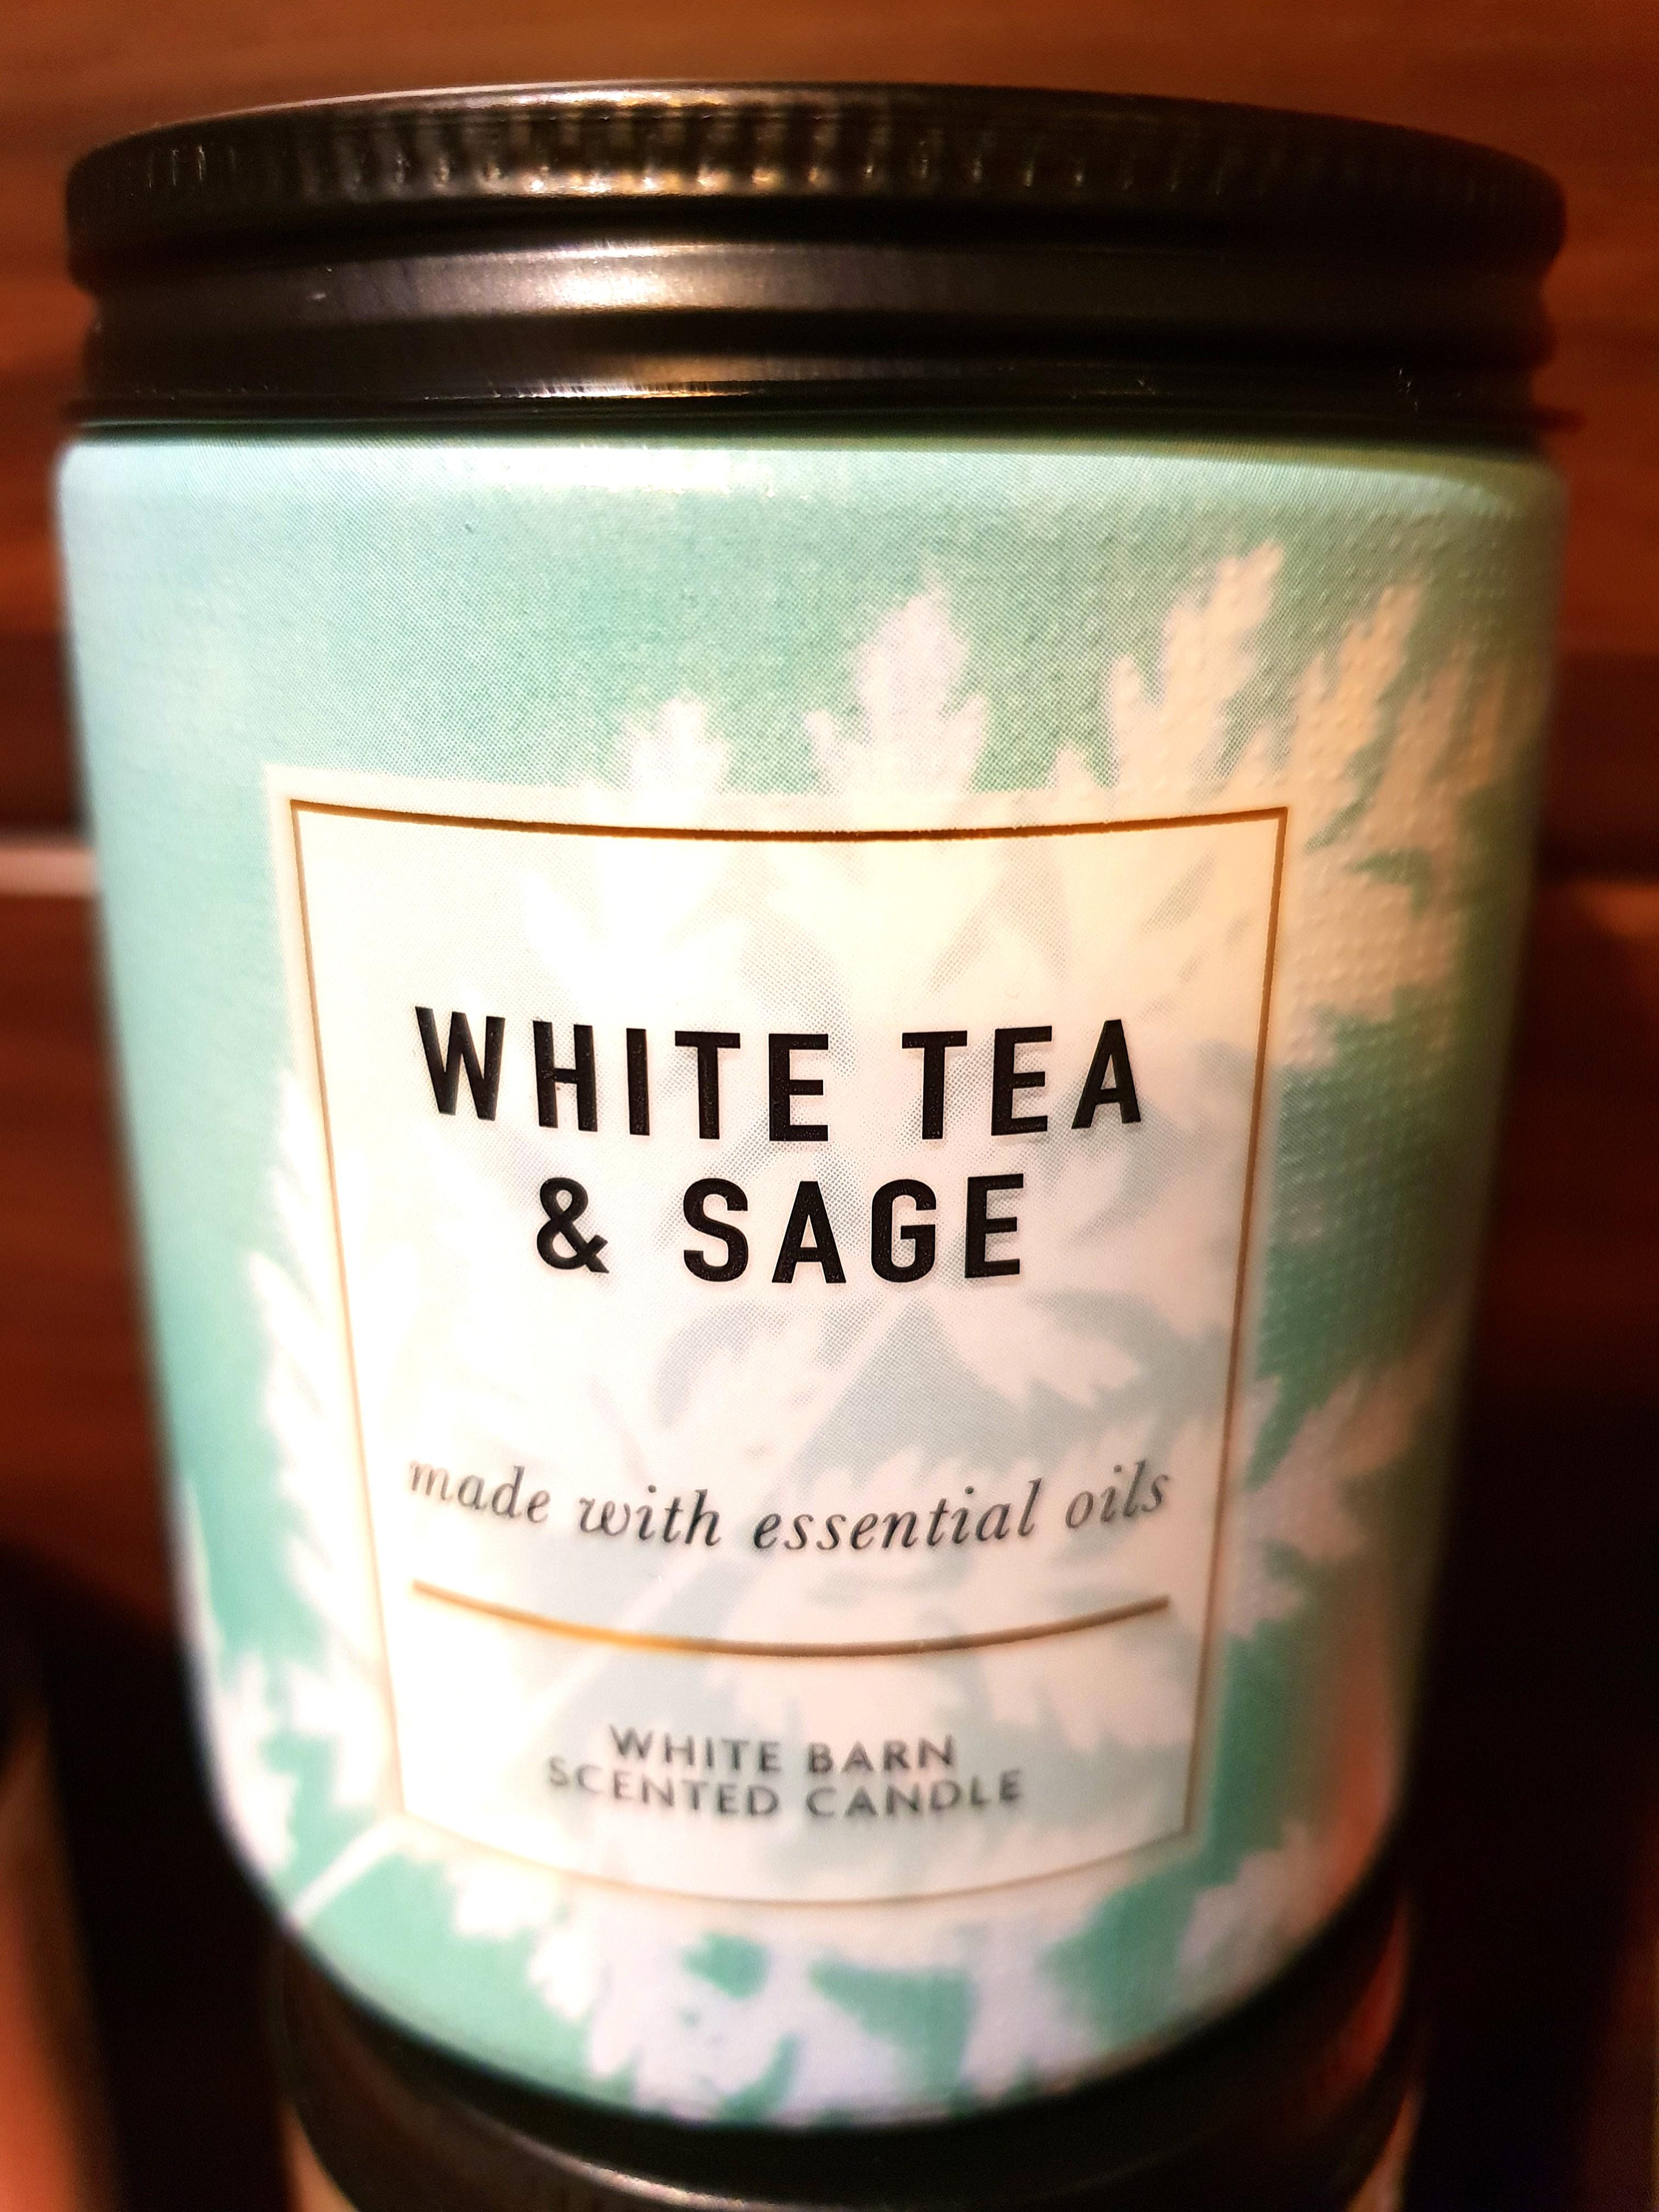 WHITE TEA
& SAGE
made with essential oils
WHITE BARN
SCENTED CANDLE